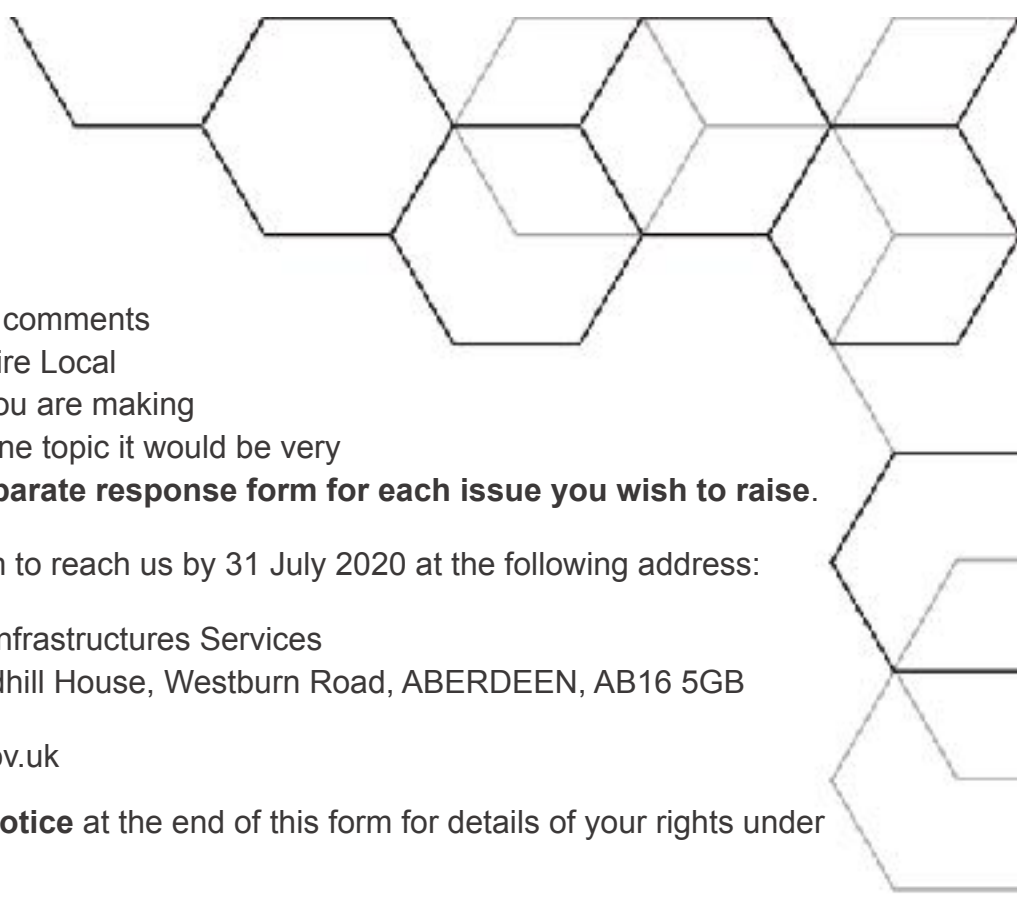 comments
ire Local
ou are making
ne topic it would be very
parate response form for each issue you wish to raise.
n to reach us by 31 July 2020 at the following address:
nfrastructures Services
dhill House, Westburn Road, ABERDEEN, AB16 5GB
ov.uk
otice at the end of this form for details of your rights under